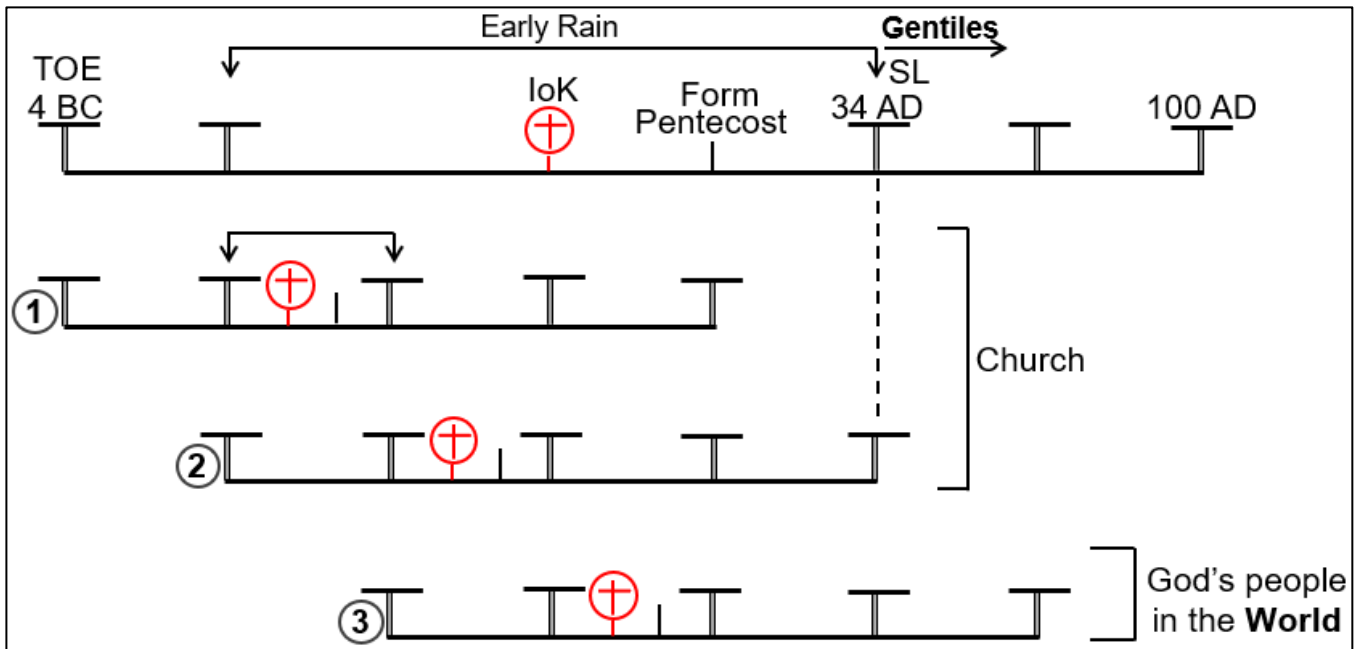 Early Rain
Gentiles
TOE
4 BC
IoK
Form
Pentecost
SL
34 AD
100 AD
1
Church
2
3
God's people
in the World